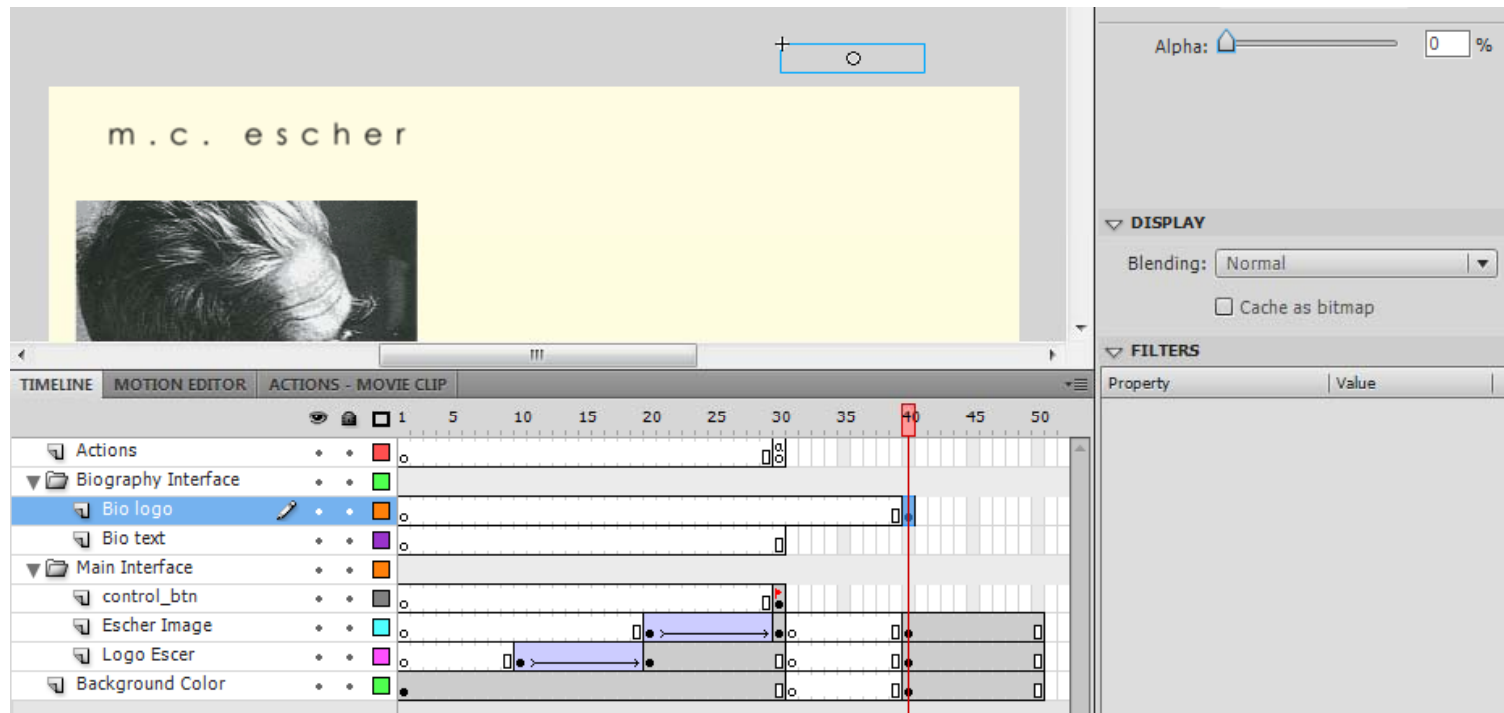 Alpha: 0 %
m.c. escher
DISPLAY
Blending: Normal
Cache as bitmap
FILTERS
Property Value
TIMELINE MOTION EDITOR ACTIONS - MOVIE CLIP
1 5 10 15 20 25 30 35 40 45 50
Actions
a
Biography Interface
Bio logo
Bio text
Main Interface
control_btn
Escher Image
Logo Escer
Background Color